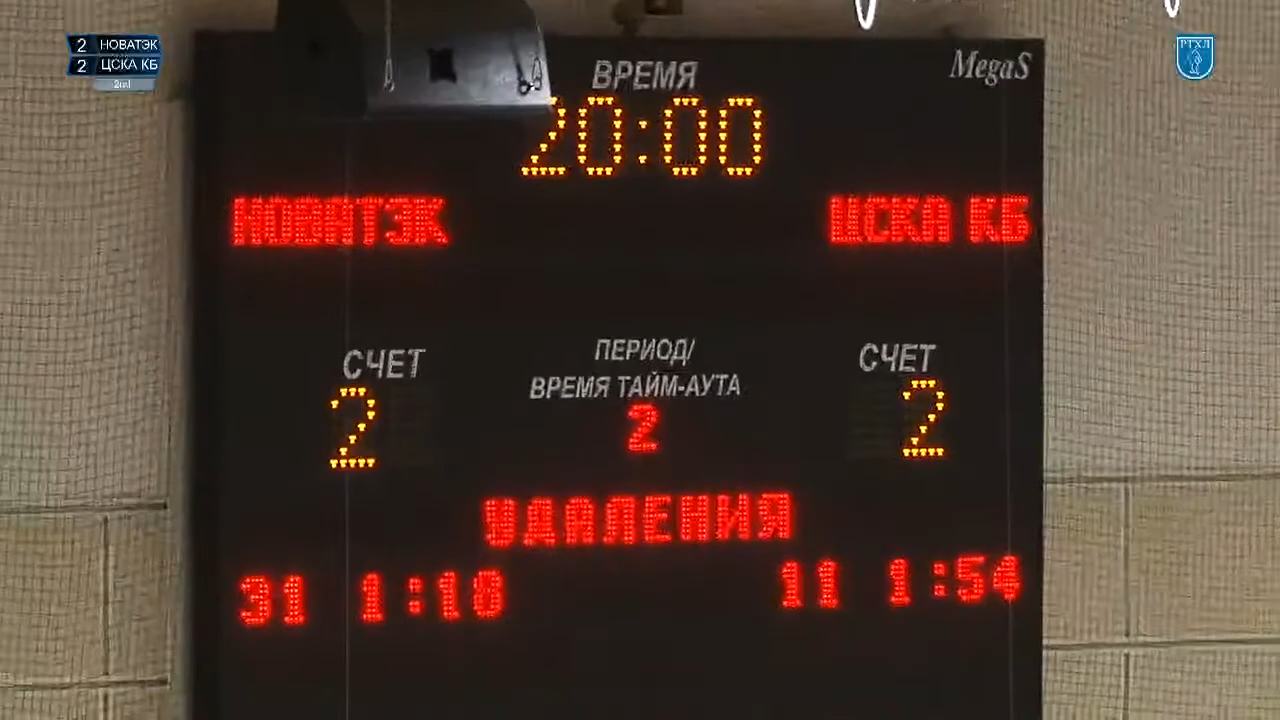 2 НОВАТЭК
2 ЦСКА КБ
РТХЛ
MegaS
ВРЕМЯ
20:00
НОВАТЭК
ЦСКА КБ
СЧЕТ
ПЕРИОД/
ВРЕМЯ ТАЙМ-АУТА
СЧЕТ
2
2
2
УДАЛЕНИЯ
31 1:18
11 1:54